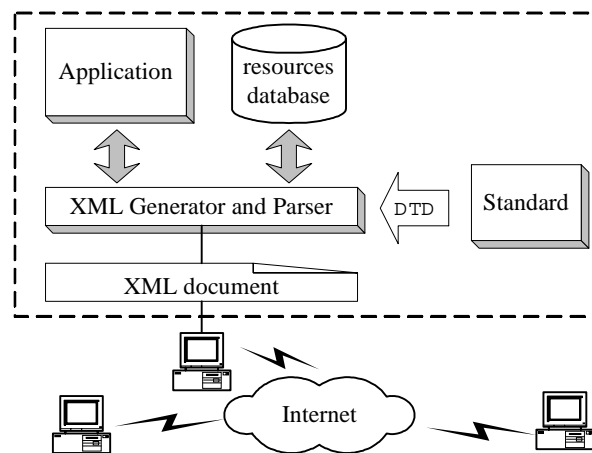 Application
resources
database
XML Generator and Parser
DTD
Standard
XML document
Internet